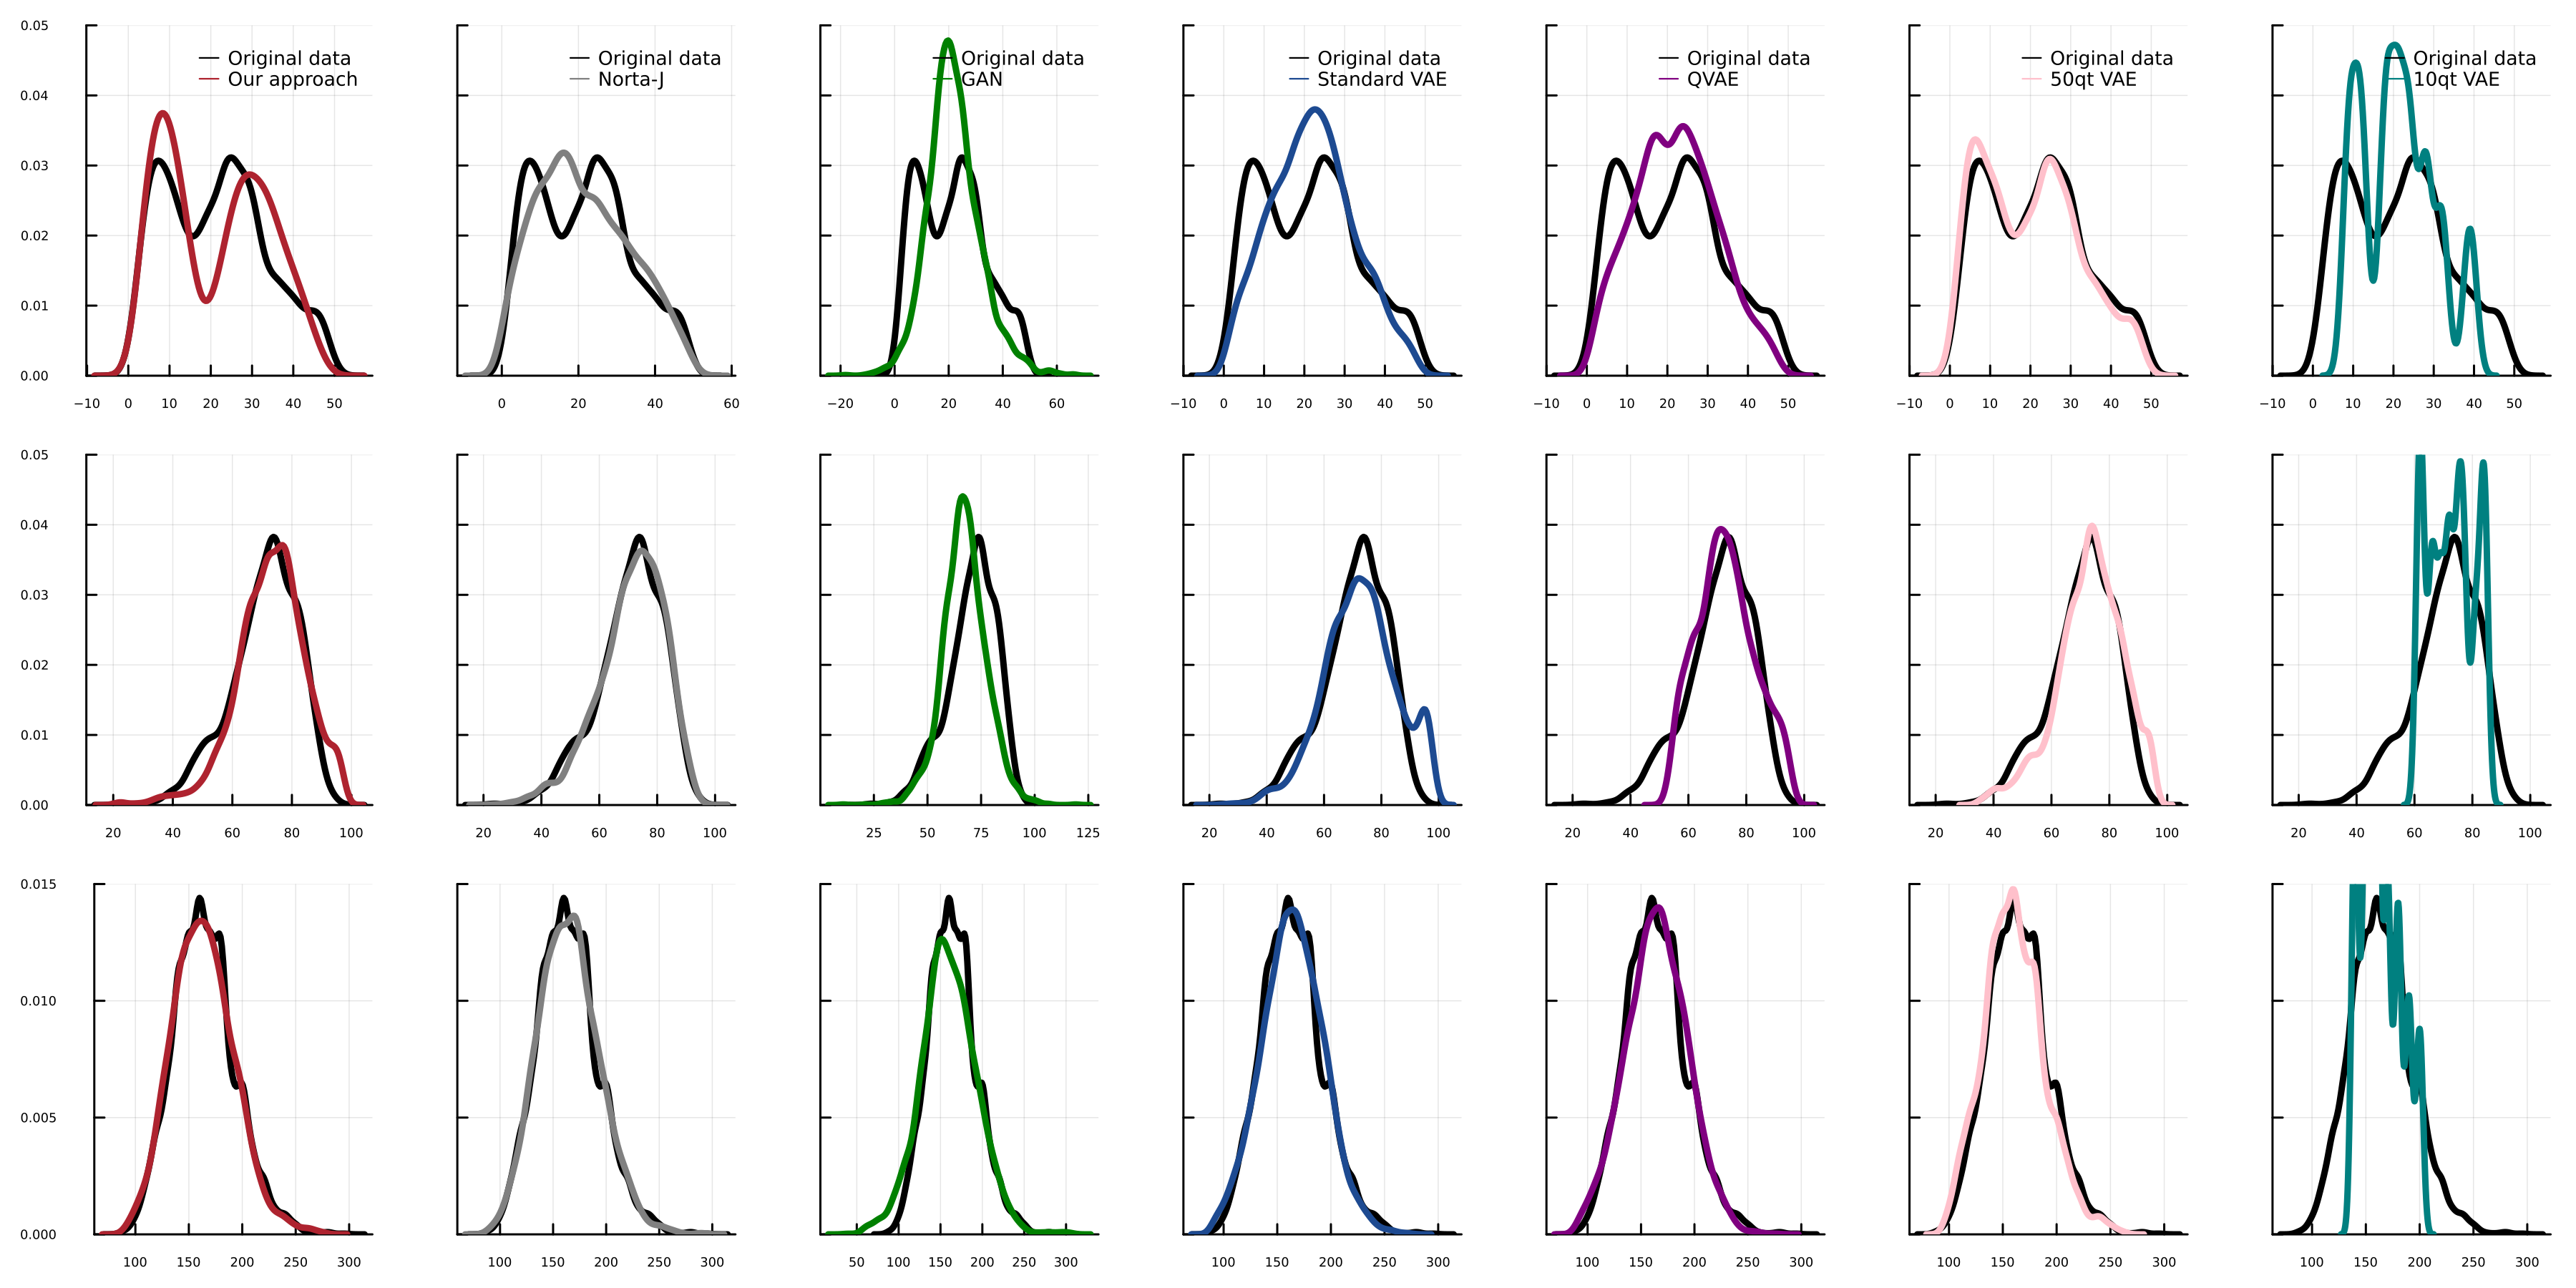 0.05
0.04
0.03
0.02
0.01
0.00
Original data
Our approach
Original data
Norta-J
Original data
GAN
Original data
Standard VAE
Original data
QVAE
Original data
50qt VAE
Original data
10qt VAE
−10 0 10 20 30 40 50
0 20 40 60
−20 0 20 40 60
−10 0 10 20 30 40 50
−10 0 10 20 30 40 50
−10 0 10 20 30 40 50
−10 0 10 20 30 40 50
0.05
0.04
0.03
0.02
0.01
0.00
20 40 60 80 100
20 40 60 80 100
25 50 75 100 125
20 40 60 80 100
20 40 60 80 100
20 40 60 80 100
20 40 60 80 100
0.015
0.010
0.005
0.000
100 150 200 250 300
100 150 200 250 300
50 100 150 200 250 300
100 150 200 250 300
100 150 200 250 300
100 150 200 250 300
100 150 200 250 300